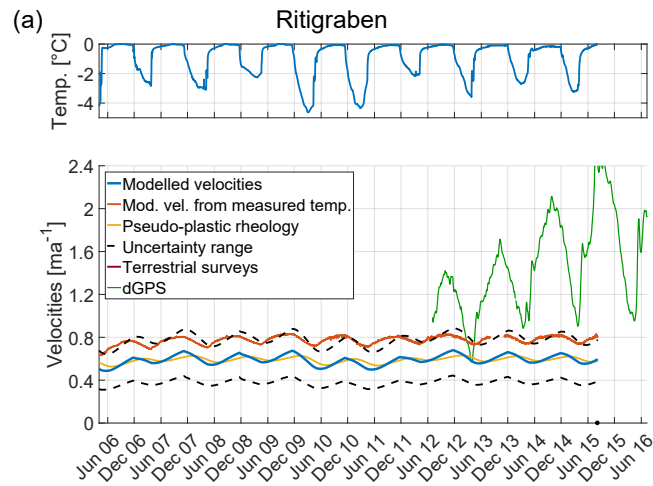 (a)
Ritigraben
Temp. [°C]
0
-2
-4
Velocities [ma⁻¹]
2.4
2
1.6
1.2
0.8
0.4
0
Modelled velocities
Mod. vel. from measured temp.
Pseudo-plastic rheology
Uncertainty range
Terrestrial surveys
dGPS
Jun 06
Dec 06
Jun 07
Dec 07
Jun 08
Dec 08
Jun 09
Dec 09
Jun 10
Dec 10
Jun 11
Dec 11
Jun 12
Dec 12
Jun 13
Dec 13
Jun 14
Dec 14
Jun 15
Dec 15
Jun 16